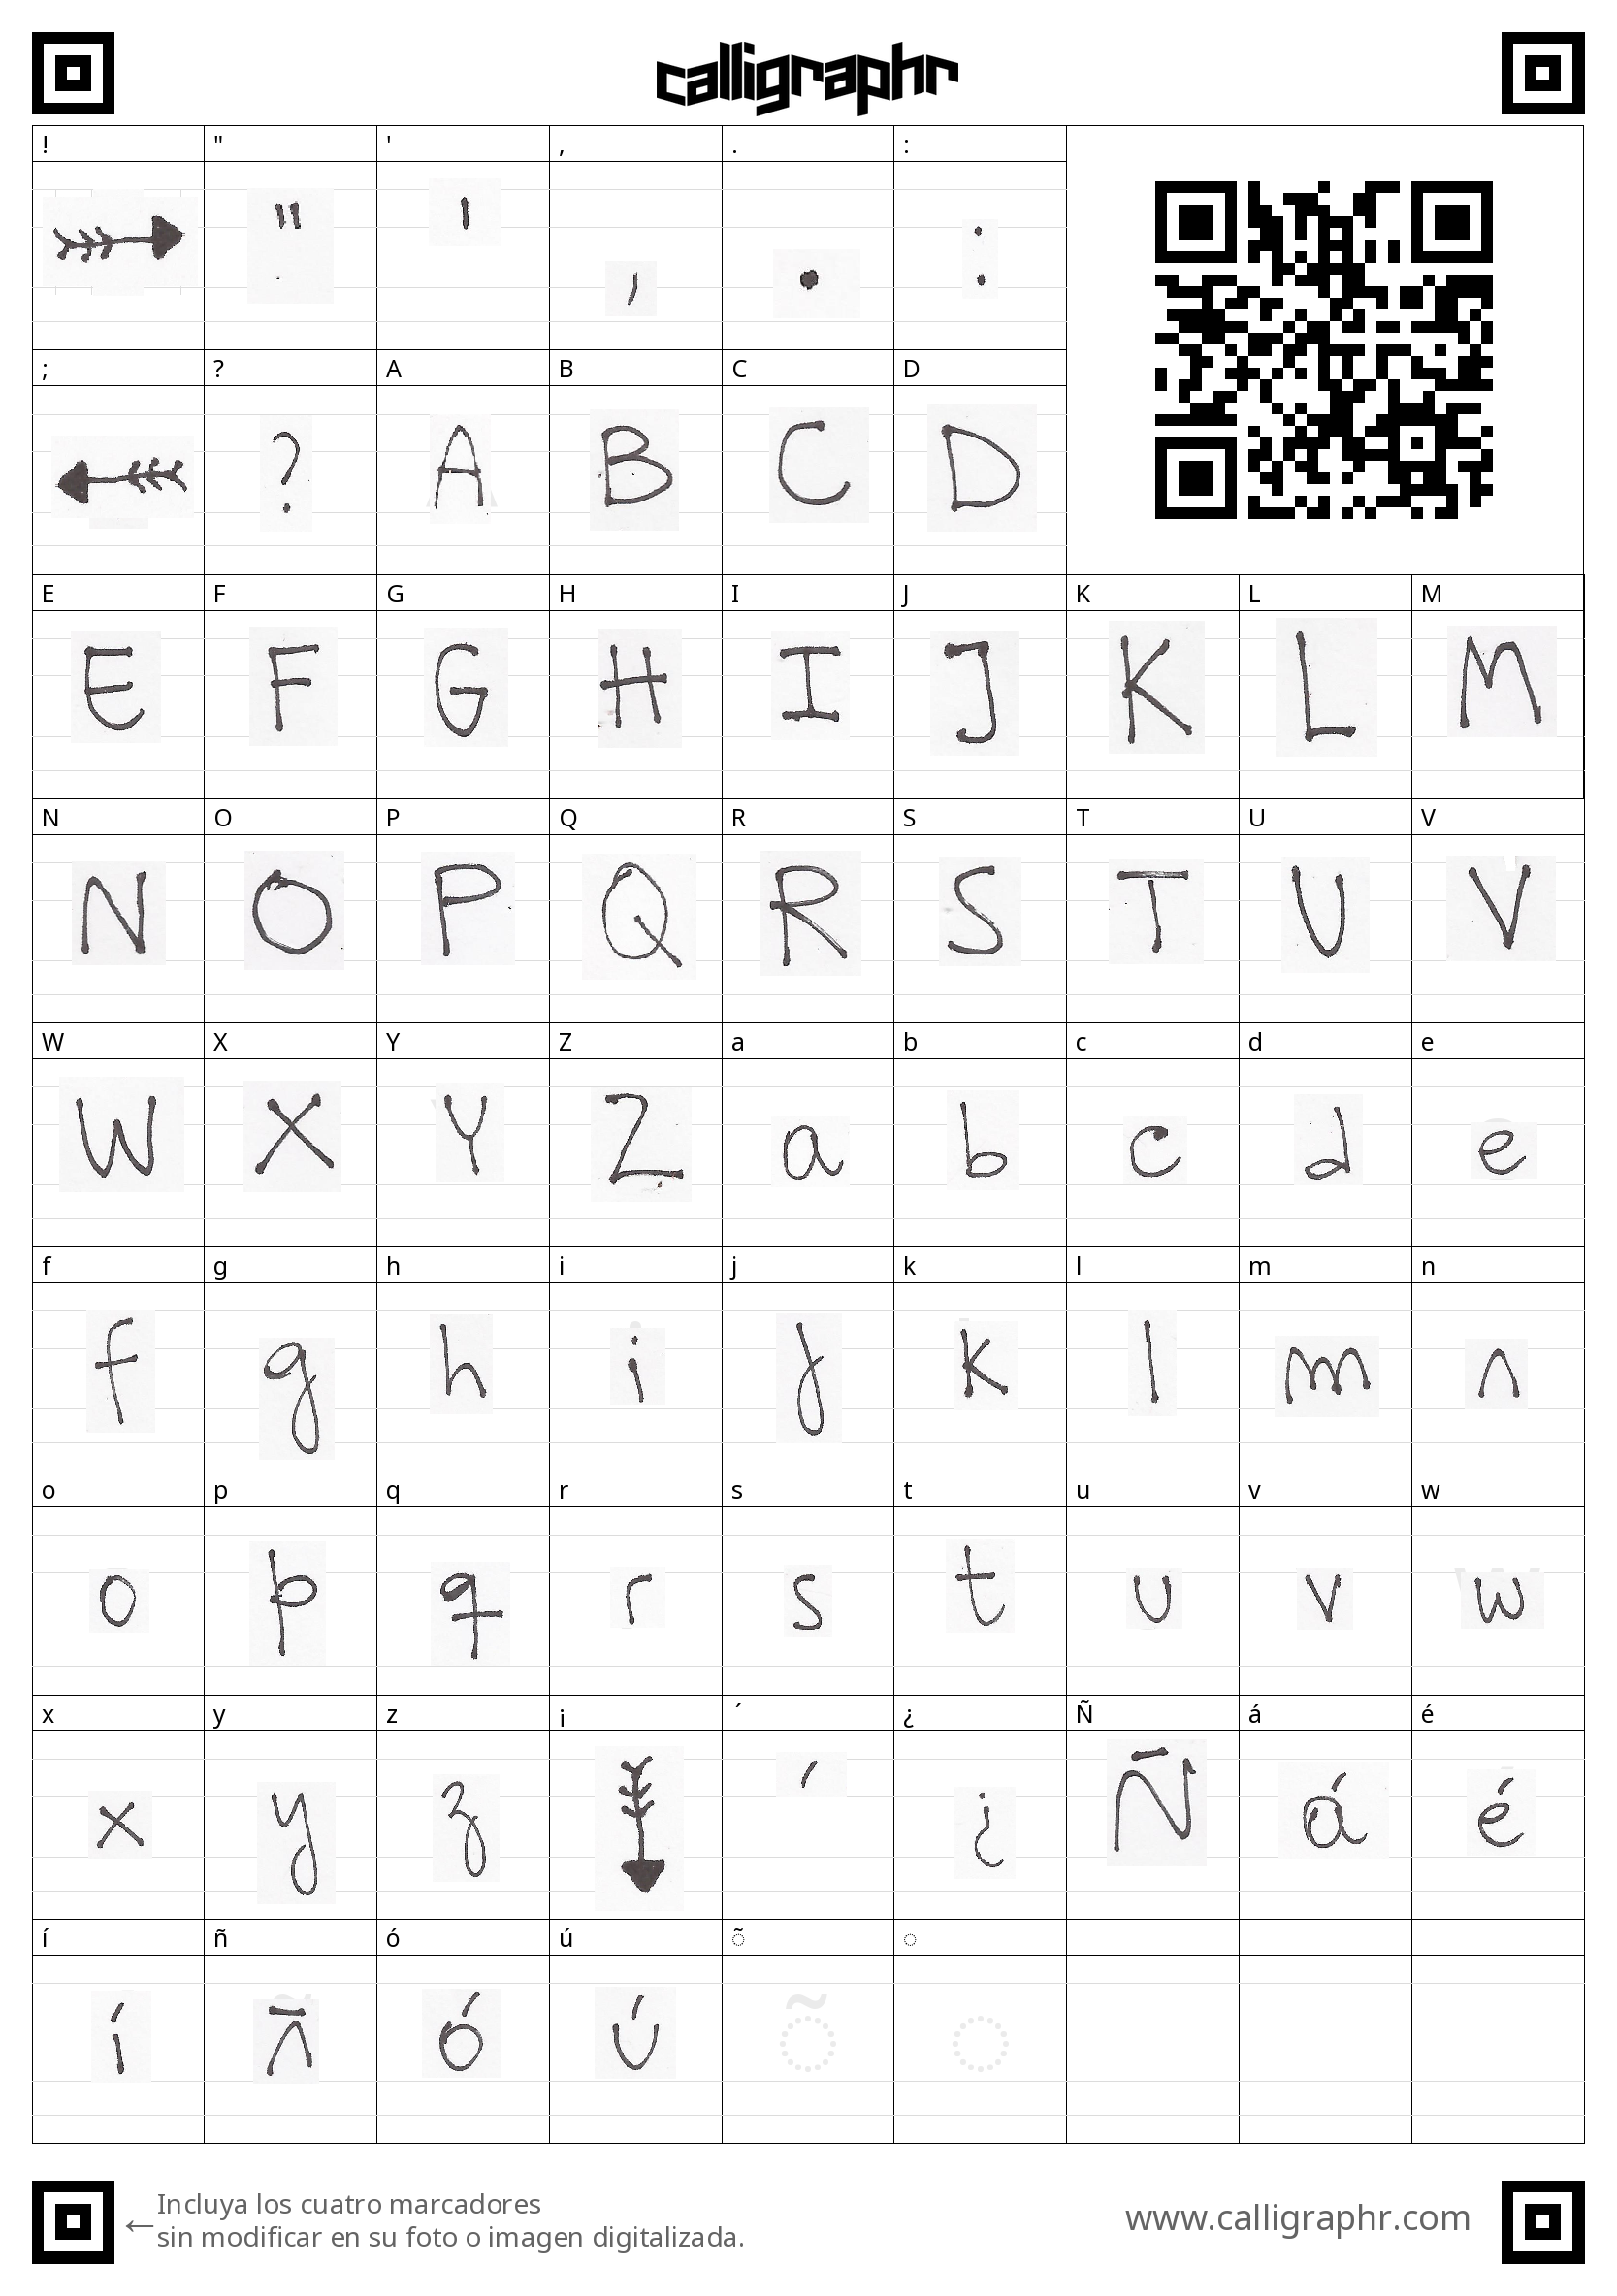 calligraphr
! " ' , . :
" ' , . :
; ? A B C D
? A B C D
E F G H I J K L M
E F G H I J K L M
N O P Q R S T U V
N O P Q R S T U V
W X Y Z a b c d e
W X Y Z a b c d e
f g h i j k l m n
f g h i j k l m n
o p q r s t u v w
o p q r s t u v w
x y z ¡ ´ ¿ Ñ á é
x y z ´ ¿ Ñ á é
í ñ ó ú ◌̃ ◌
í ñ ó ú ◌̃ ◌
←Incluya los cuatro marcadores
sin modificar en su foto o imagen digitalizada.
www.calligraphr.com